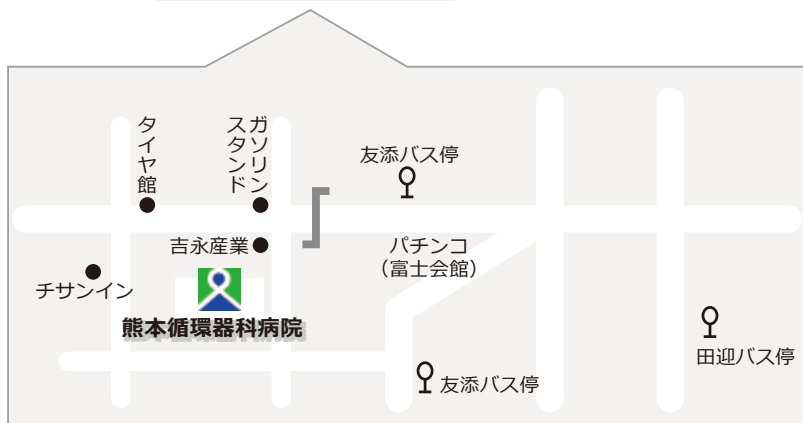 タイヤ館
ガソリン
スタンド
友添バス停
吉永産業
パチンコ
（富士会館）
チサンイン
熊本循環器科病院
田迎バス停
友添バス停